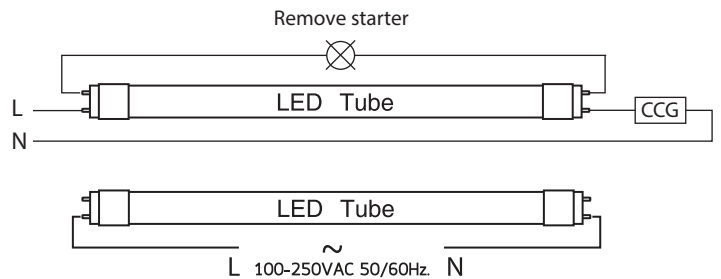 Remove starter
LED Tube
L
CCG
N
LED Tube
~
L 100-250VAC 50/60Hz. N